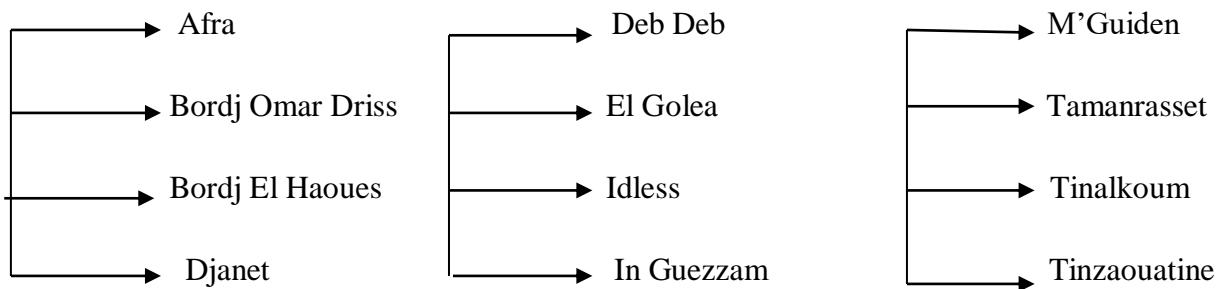 Afra
Bordj Omar Driss
Bordj El Haoues
Djanet
Deb Deb
El Golea
Idless
In Guezzam
M’Guiden
Tamanrasset
Tinalkoum
Tinzaouatine